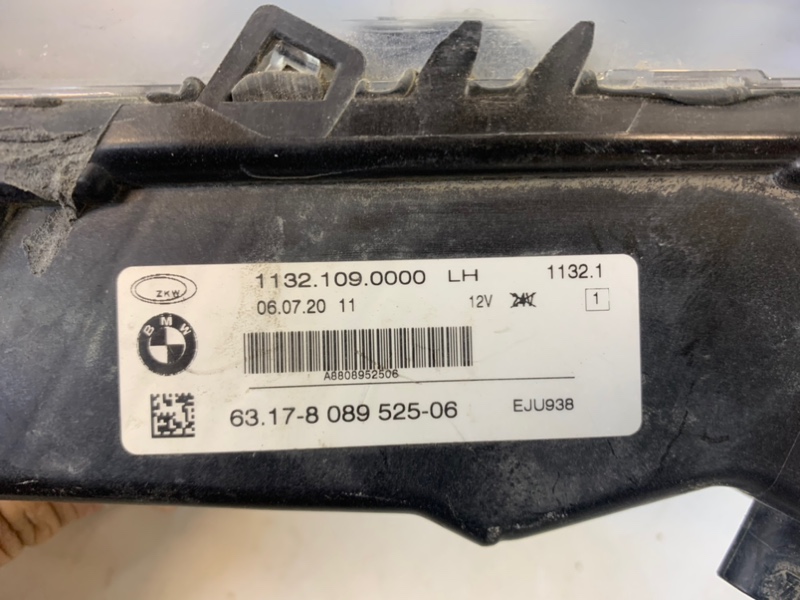 ZKW
1132.109.0000 LH 1132.1
06.07.20 11 12V 24V 1
BMW
A8808952506
63.17-8 089 525-06 EJU938